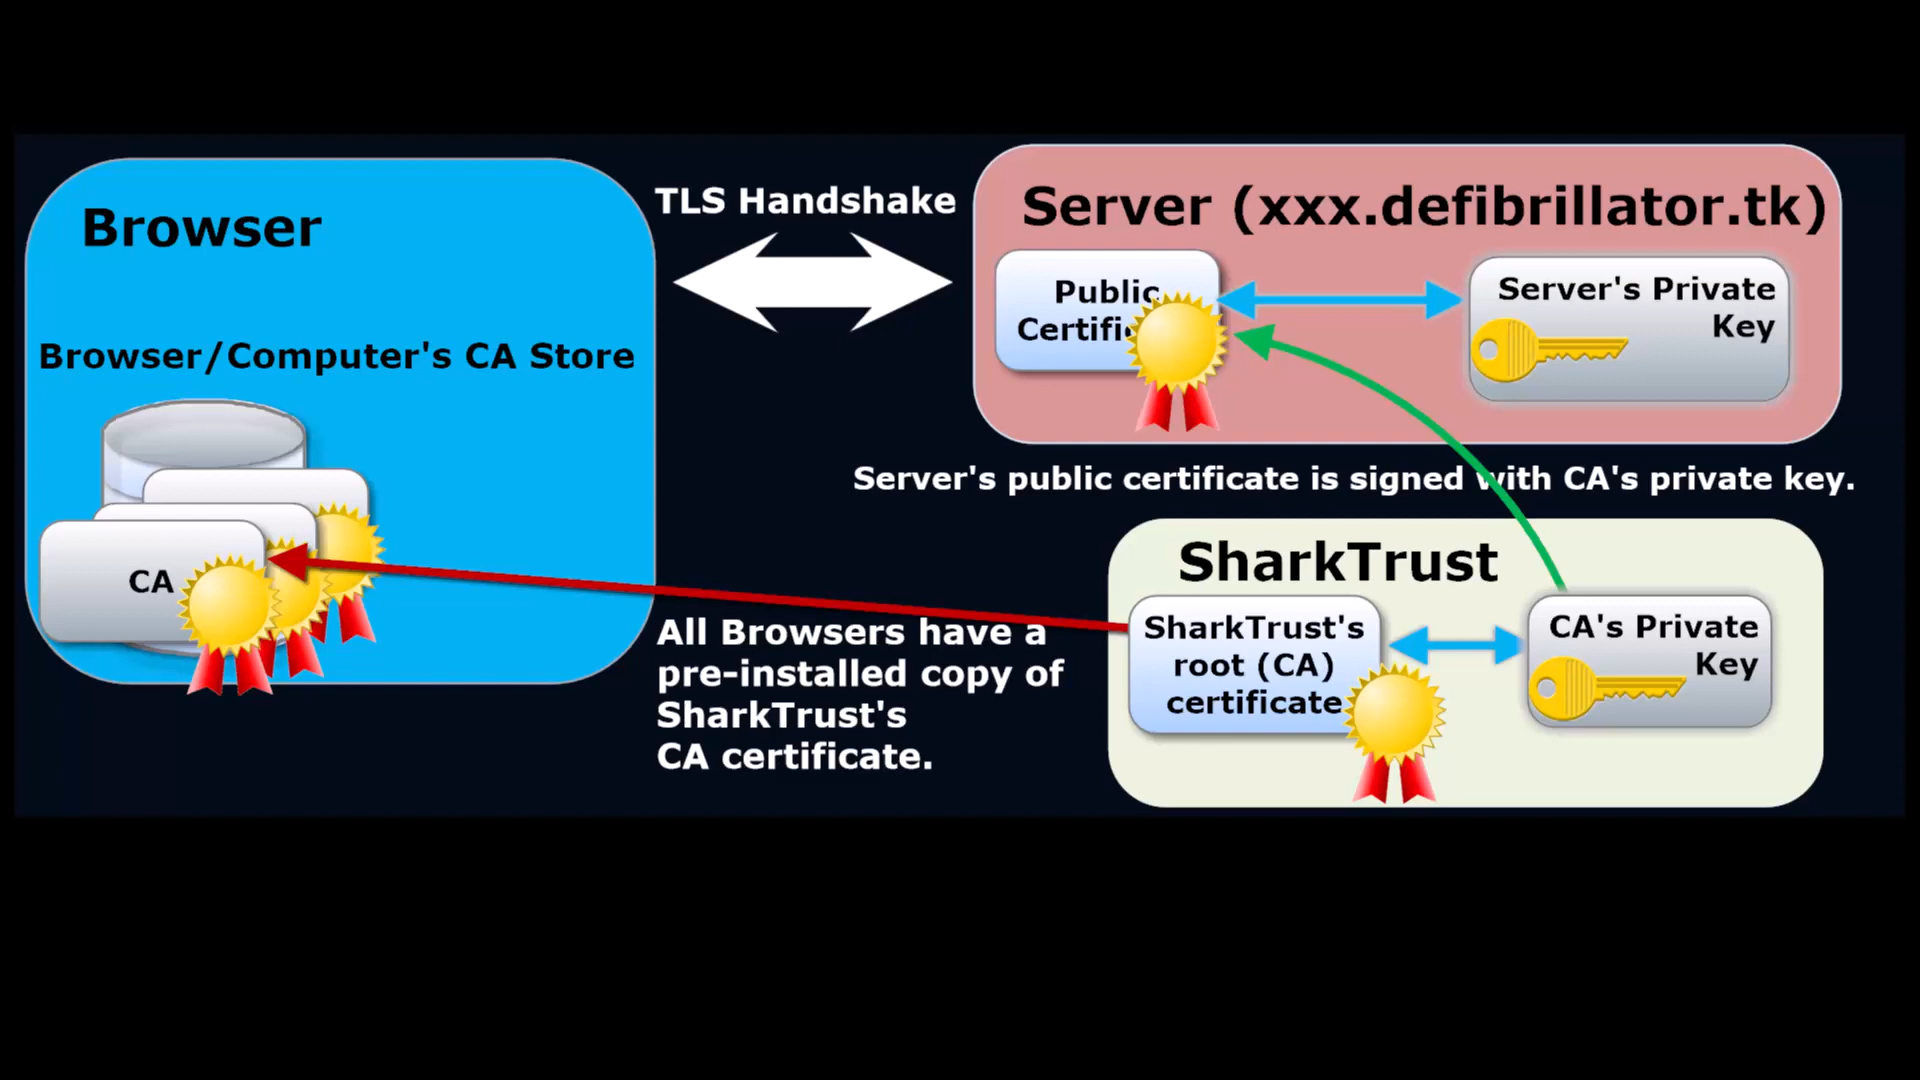 Browser
Browser/Computer's CA Store
CA
TLS Handshake
Server (xxx.defibrillator.tk)
Public
Server's Private
Key
Server's public certificate is signed with CA's private key.
All Browsers have a
pre-installed copy of
SharkTrust's
CA certificate.
SharkTrust
SharkTrust's
root (CA)
certificate
CA's Private
Key